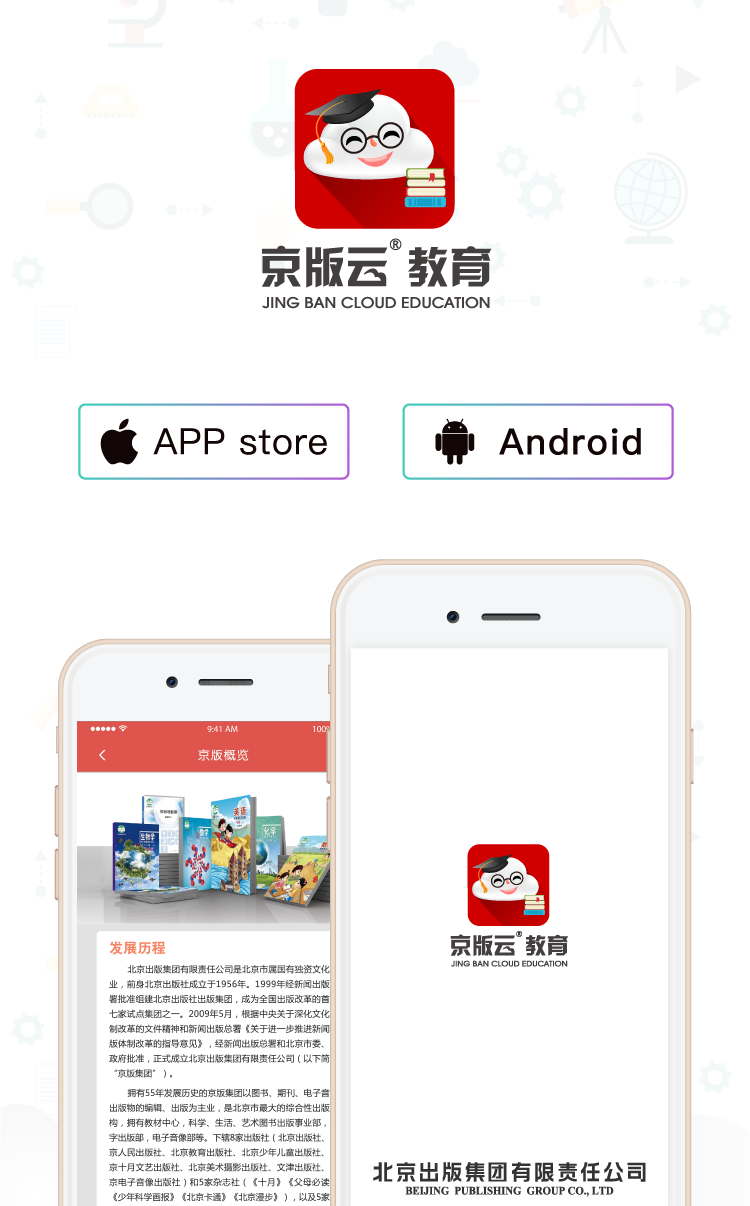 京版云® 教育
JING BAN CLOUD EDUCATION
APP store
Android
9:41 AM
100
京版概览
生物学
数学
英语
化学
发展历程
北京出版集团有限责任公司是北京市属国有独资文化
业，前身北京出版社成立于1956年。1999年经新闻出版
署批准组建北京出版社出版集团，成为全国出版改革的首
七家试点集团之一。2009年5月，根据中央关于深化文化
制改革的文件精神和新闻出版总署《关于进一步推进新闻
版体制改革的指导意见》，经新闻出版总署和北京市委、
政府批准，正式成立北京出版集团有限责任公司（以下简
“京版集团”）。
拥有55年发展历史的京版集团以图书、期刊、电子音
出版物的编辑、出版为主业，是北京市最大的综合性出版
构，拥有教材中心，科学、生活、艺术图书出版事业部，
字出版部，电子音像部等。下辖8家出版社（北京出版社、
京人民出版社、北京教育出版社、北京少年儿童出版社、
京十月文艺出版社、北京美术摄影出版社、文津出版社、
京电子音像出版社）和5家杂志社（《十月》《父母必读
《少年科学画报》《北京卡通》《北京漫步》），以及5家
京版云® 教育
JING BAN CLOUD EDUCATION
北京出版集团有限责任公司
BEIJING PUBLISHING GROUP CO., LTD